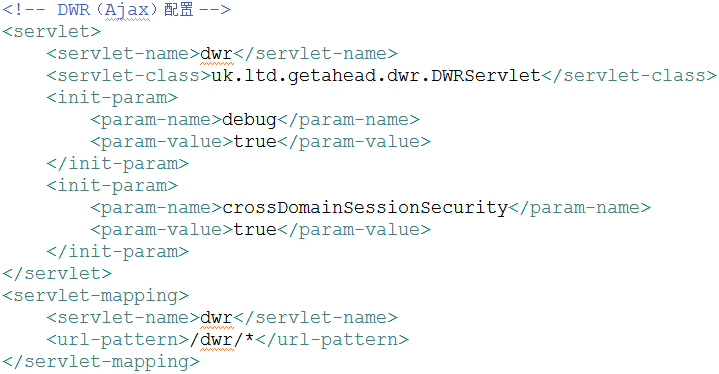 <!-- DWR（Ajax）配置 -->
<servlet>
    <servlet-name>dwr</servlet-name>
    <servlet-class>uk.ltd.getahead.dwr.DWRServlet</servlet-class>
    <init-param>
        <param-name>debug</param-name>
        <param-value>true</param-value>
    </init-param>
    <init-param>
        <param-name>crossDomainSessionSecurity</param-name>
        <param-value>true</param-value>
    </init-param>
</servlet>
<servlet-mapping>
    <servlet-name>dwr</servlet-name>
    <url-pattern>/dwr/*</url-pattern>
</servlet-mapping>